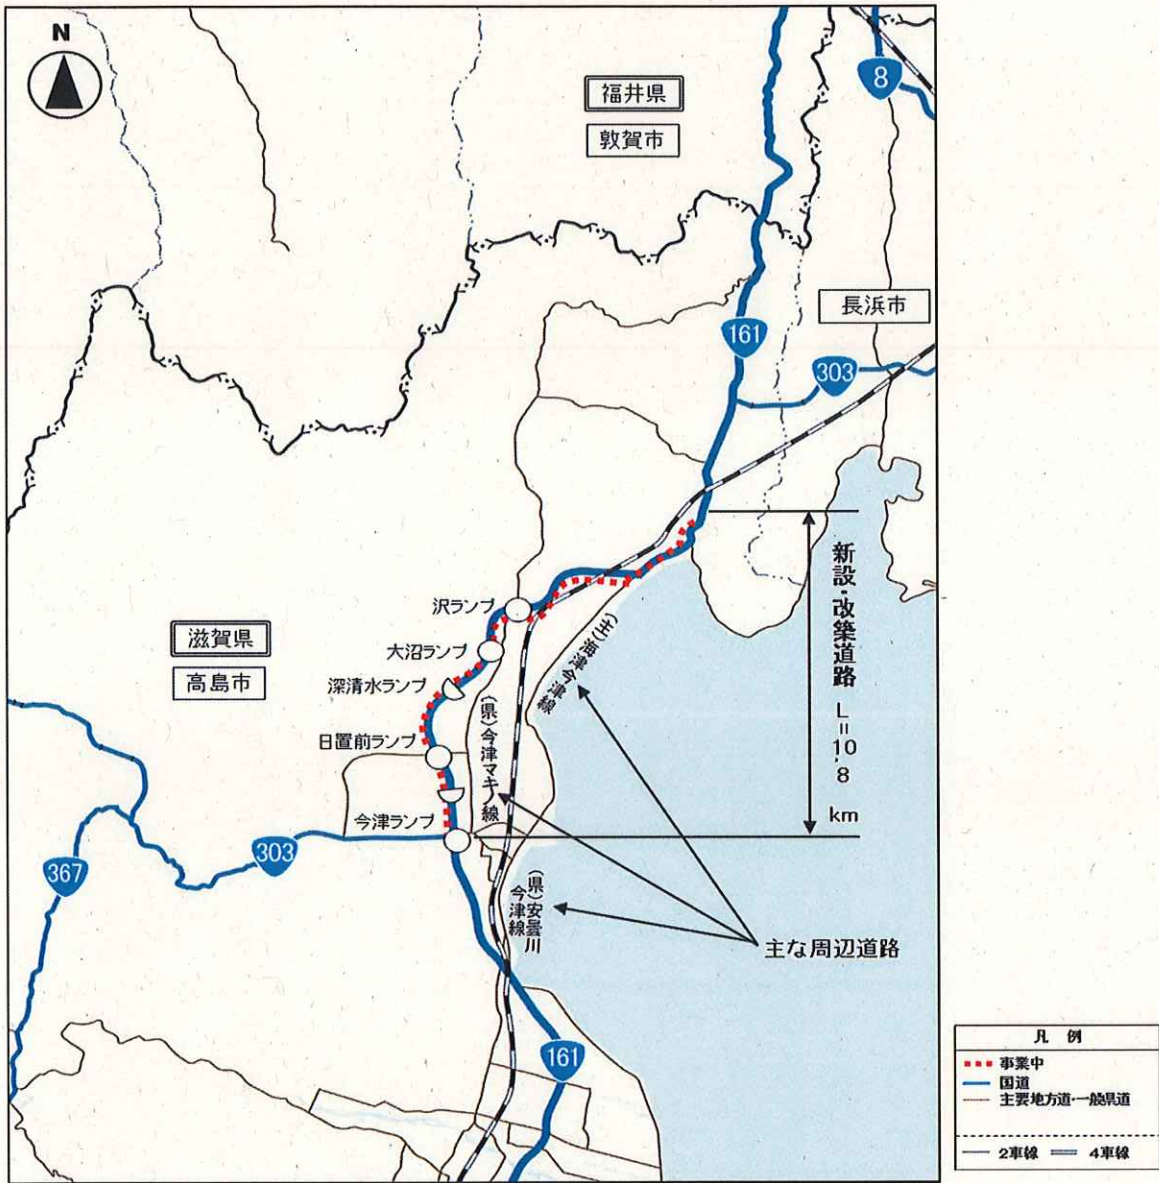 N
福井県
敦賀市
8
長浜市
161
303
新設・改築道路 L=10.8 km
沢ランプ
大沼ランプ
深清水ランプ
日置前ランプ
今津ランプ
滋賀県
高島市
(主)海津今津線
(県)今津マキノ線
(県)安曇川
今津線
主な周辺道路
303
367
161
凡例
事業中
国道
主要地方道・一般県道
2車線
4車線